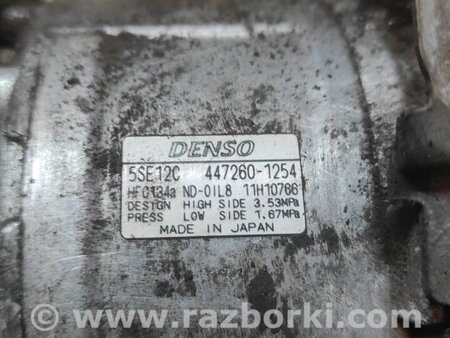 DENSO
5SE12C 447260-1254
HFC134a ND-OIL8 11H10766
DESIGN HIGH SIDE 3.53MPa
PRESS LOW SIDE 1.67MPa
MADE IN JAPAN
www.razborki.com